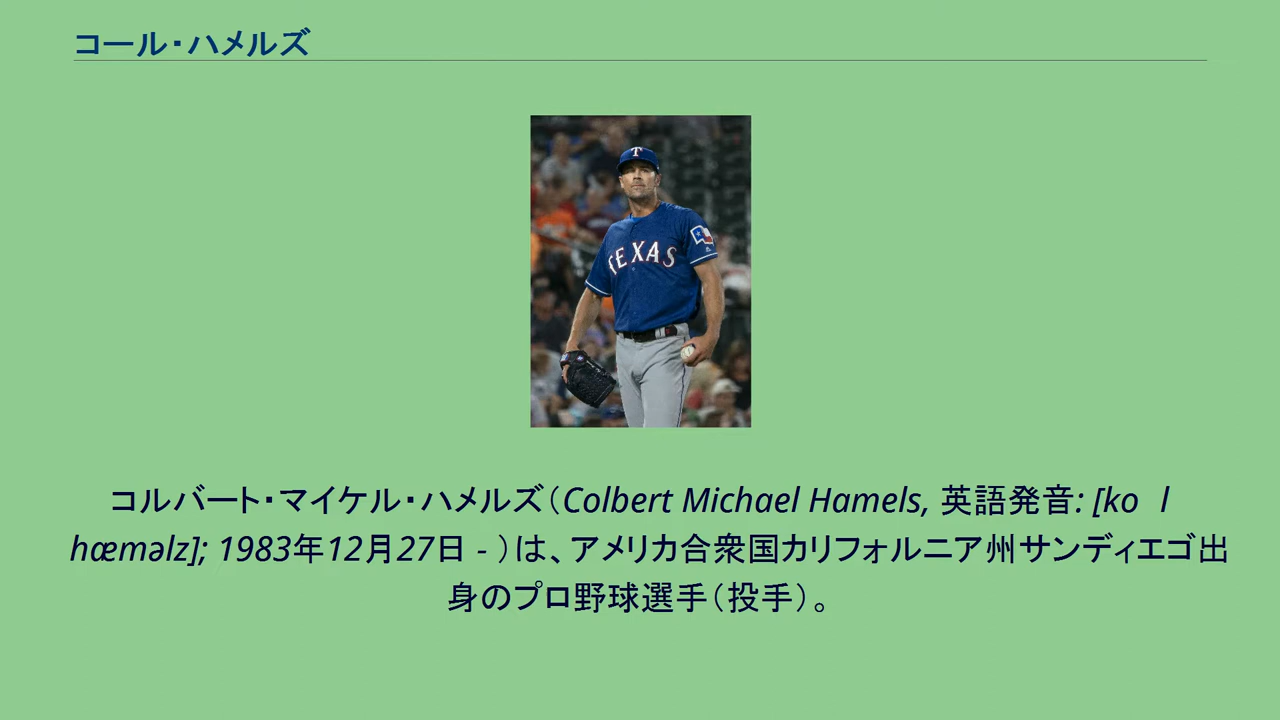 コール・ハメルズ
T
TEXAS
コルバート・マイケル・ハメルズ（Colbert Michael Hamels, 英語発音: [ko l
hæməlz]; 1983年12月27日 - ）は、アメリカ合衆国カリフォルニア州サンディエゴ出
身のプロ野球選手（投手）。